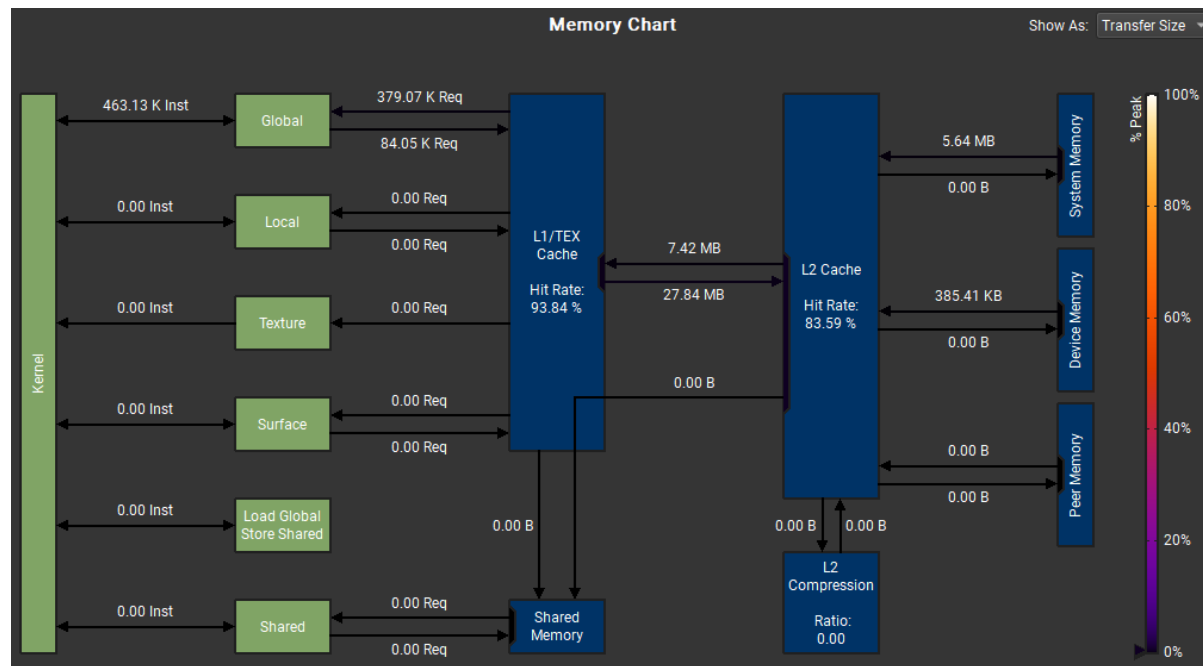 Memory Chart
Show As: Transfer Size
Kernel
463.13 K Inst
Global
379.07 K Req
84.05 K Req
0.00 Inst
Local
0.00 Req
0.00 Req
0.00 Inst
Texture
0.00 Req
0.00 Inst
Surface
0.00 Req
0.00 Req
0.00 Inst
Load Global
Store Shared
0.00 Inst
Shared
0.00 Req
0.00 Req
L1/TEX
Cache
Hit Rate:
93.84 %
0.00 B
Shared
Memory
7.42 MB
27.84 MB
0.00 B
L2 Cache
Hit Rate:
83.59 %
0.00 B
0.00 B
L2
Compression
Ratio:
0.00
5.64 MB
0.00 B
System Memory
385.41 KB
0.00 B
Device Memory
0.00 B
0.00 B
Peer Memory
% Peak
100%
80%
60%
40%
20%
0%